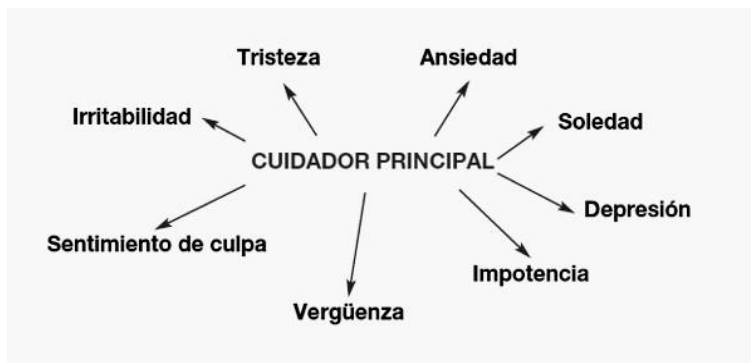 Tristeza
Ansiedad
Irritabilidad
Soledad
CUIDADOR PRINCIPAL
Depresión
Sentimiento de culpa
Impotencia
Vergüenza